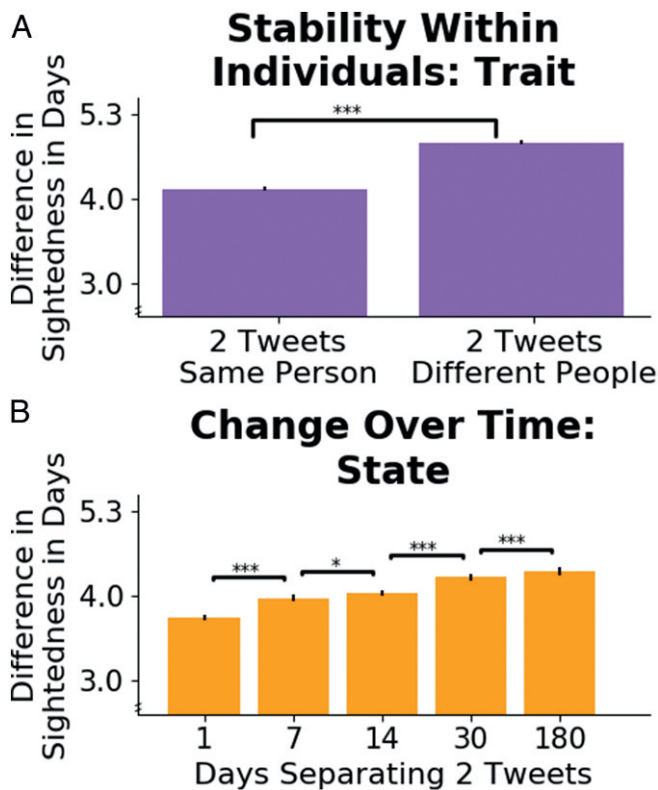 A
Stability Within
Individuals: Trait
Difference in
Sightedness in Days
5.3
4.0
3.0
***
2 Tweets
Same Person
2 Tweets
Different People
B
Change Over Time:
State
Difference in
Sightedness in Days
5.3
4.0
3.0
***
*
***
***
1 7 14 30 180
Days Separating 2 Tweets